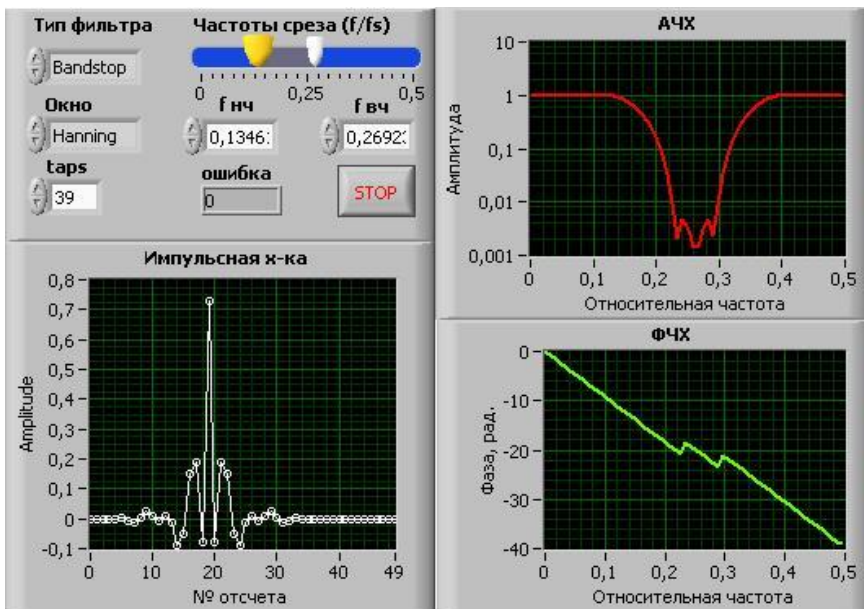 Тип фильтра
Bandstop
Окно
Hanning
taps
39
Частоты среза (f/fs)
0 0,25 0,5
f нч f вч
0,1346: 0,2692:
ошибка
0
STOP
АЧХ
Амплитуда
10
1
0,1
0,01
0,001
0 0,1 0,2 0,3 0,4 0,5
Относительная частота
Импульсная х-ка
Amplitude
0,8
0,7
0,6
0,5
0,4
0,3
0,2
0,1
0
-0,1
0 10 20 30 40 49
№ отсчета
ФЧХ
Фаза, рад.
0
-10
-20
-30
-40
0 0,1 0,2 0,3 0,4 0,5
Относительная частота